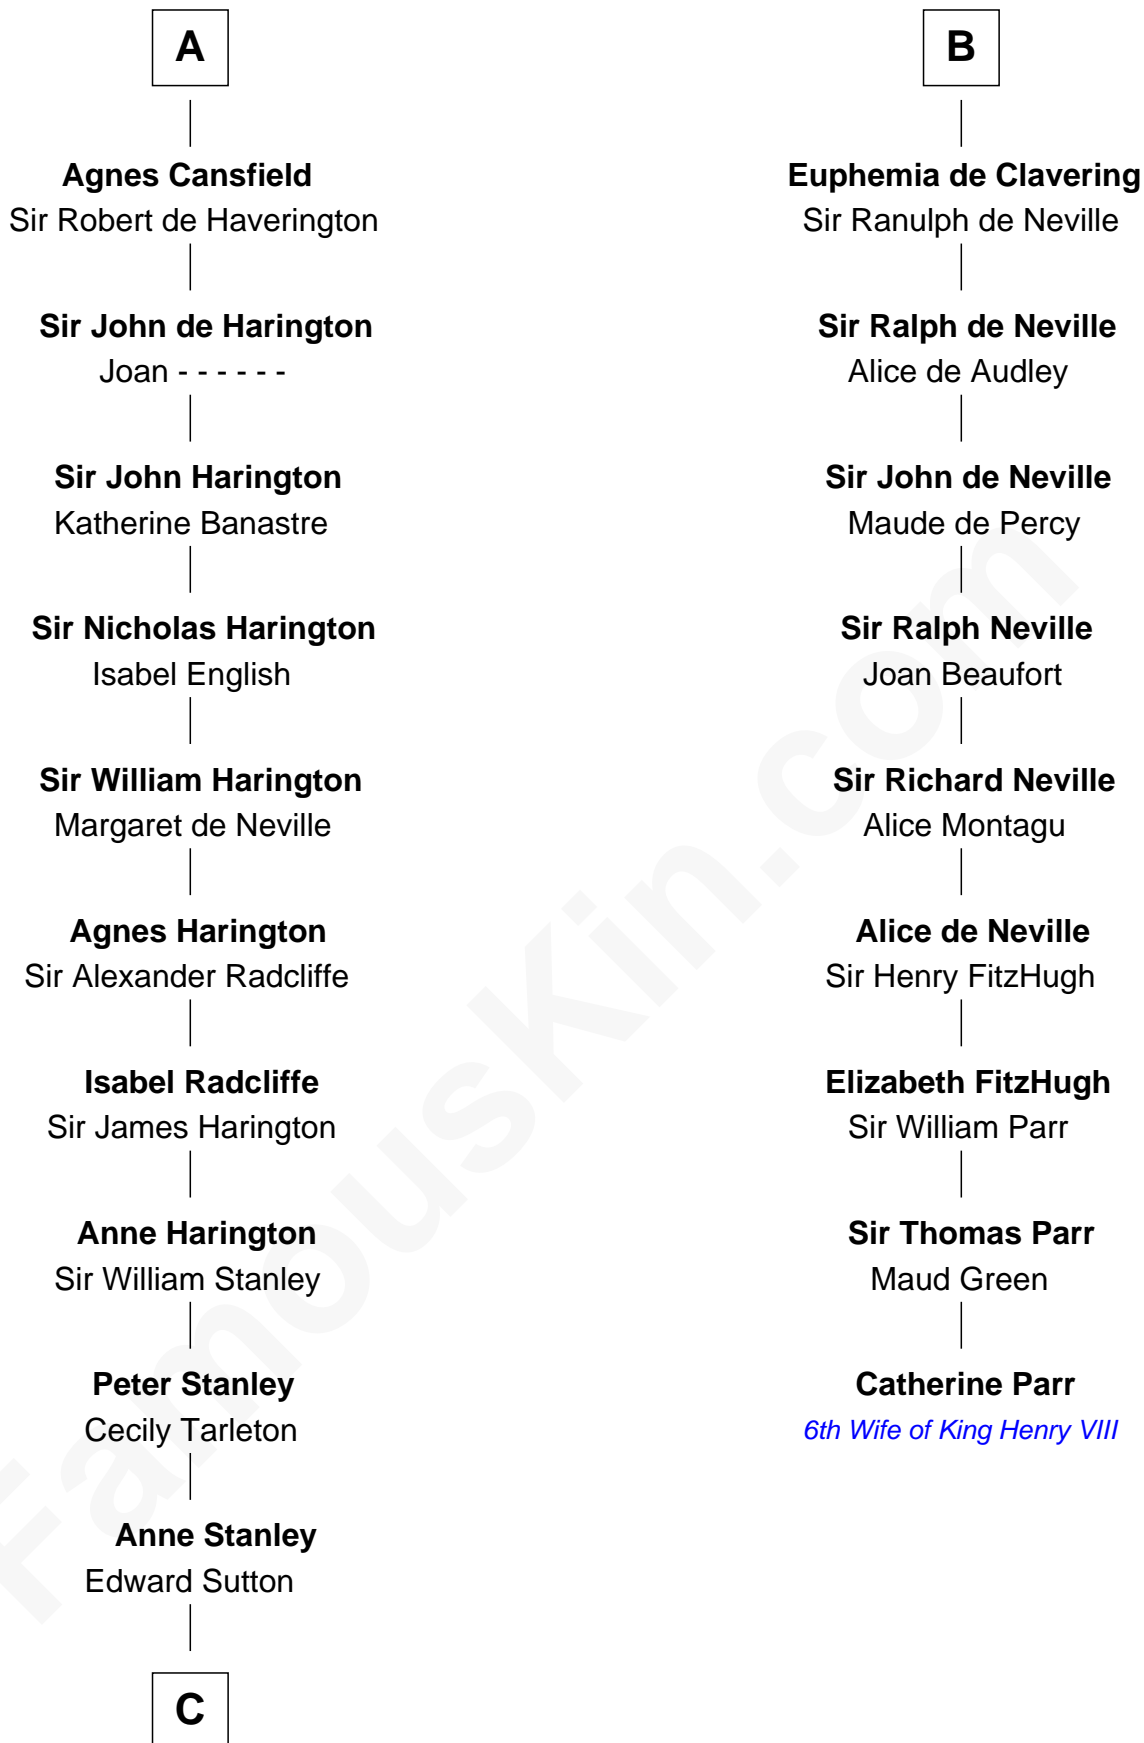 A
Agnes Cansfield
Sir Robert de Haverington
Sir John de Harington
Joan - - - - - -
Sir John Harington
Katherine Banastre
Sir Nicholas Harington
Isabel English
Sir William Harington
Margaret de Neville
Agnes Harington
Sir Alexander Radcliffe
Isabel Radcliffe
Sir James Harington
Anne Harington
Sir William Stanley
Peter Stanley
Cecily Tarleton
Anne Stanley
Edward Sutton
C
B
Euphemia de Clavering
Sir Ranulph de Neville
Sir Ralph de Neville
Alice de Audley
Sir John de Neville
Maude de Percy
Sir Ralph Neville
Joan Beaufort
Sir Richard Neville
Alice Montagu
Alice de Neville
Sir Henry FitzHugh
Elizabeth FitzHugh
Sir William Parr
Sir Thomas Parr
Maud Green
Catherine Parr
6th Wife of King Henry VIII
FamousKin.com